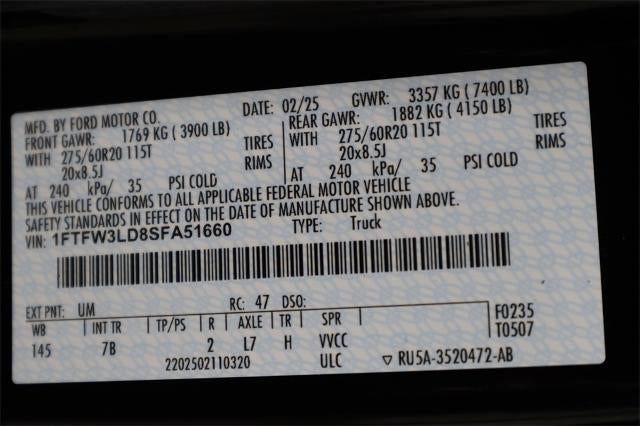 MFD. BY FORD MOTOR CO. DATE: 02/25 GVWR: 3357 KG ( 7400 LB)
FRONT GAWR: 1769 KG ( 3900 LB) REAR GAWR: 1882 KG ( 4150 LB)
WITH 275/60R20 115T TIRES WITH 275/60R20 115T TIRES
20x8.5J RIMS 20x8.5J RIMS
AT 240 kPa/ 35 PSI COLD AT 240 kPa/ 35 PSI COLD
THIS VEHICLE CONFORMS TO ALL APPLICABLE FEDERAL MOTOR VEHICLE
SAFETY STANDARDS IN EFFECT ON THE DATE OF MANUFACTURE SHOWN ABOVE.
VIN: 1FTFW3LD8SFA51660 TYPE: Truck
EXT PNT: UM RC: 47 DSO: F0235
WB INT TR TP/PS R AXLE TR SPR T0507
145 7B 2 L7 H VVCC
2202502110320 ULC ▽ RU5A-3520472-AB